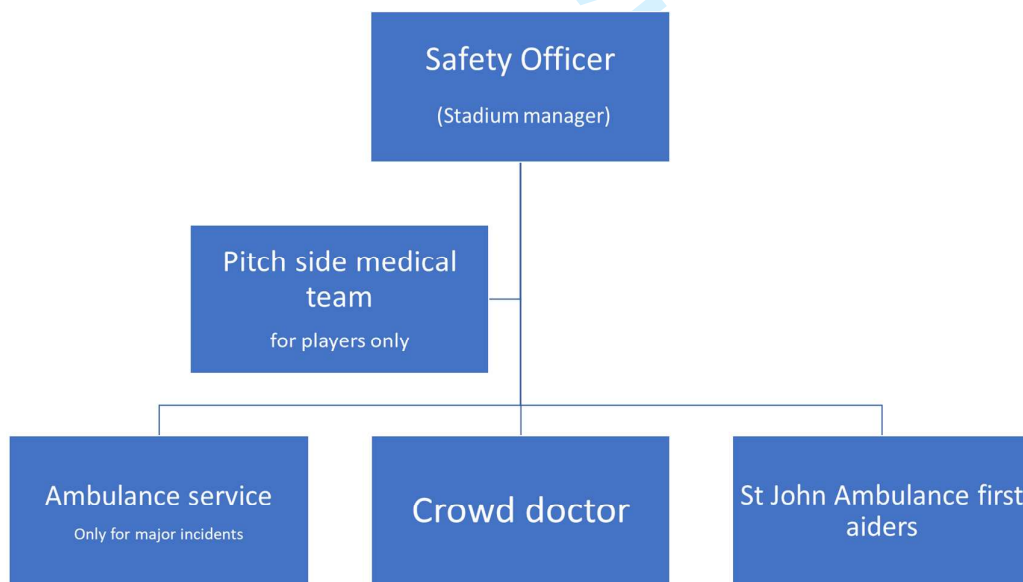 Safety Officer
(Stadium manager)
Pitch side medical
team
for players only
Ambulance service
Only for major incidents
Crowd doctor
St John Ambulance first
aiders